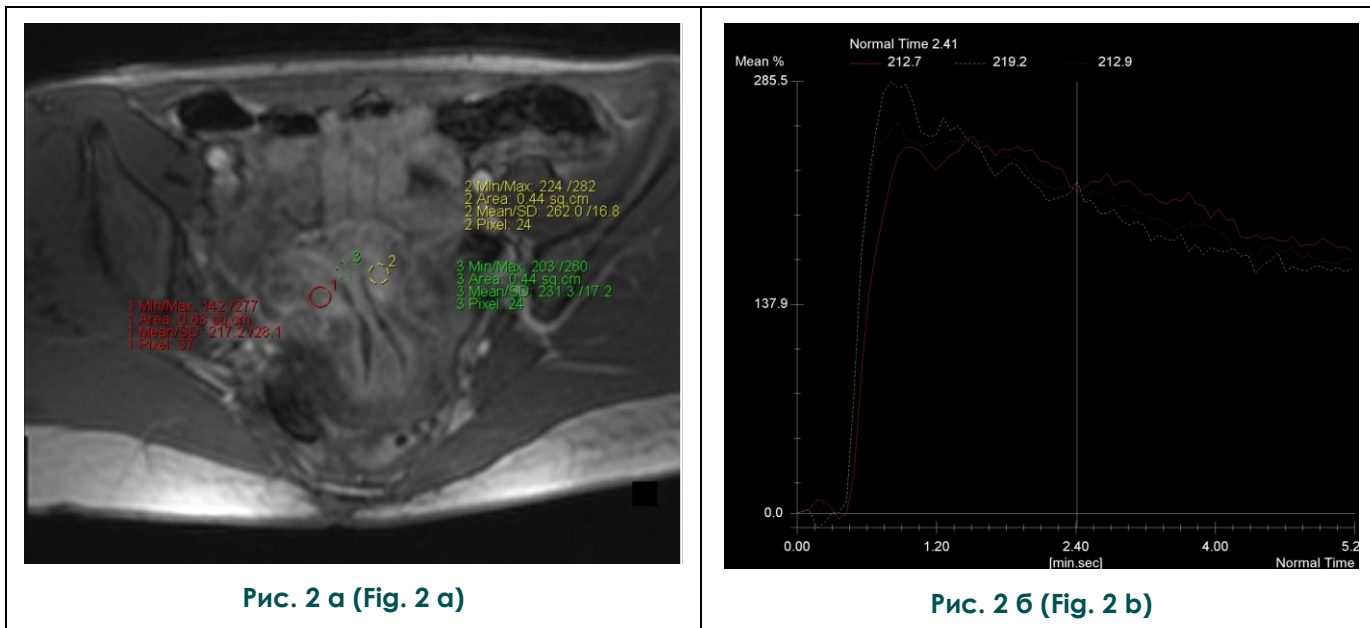 2 Min/Max: 224 /282
2 Area: 0.44 sq.cm
2 Mean/SD: 262.0 /16.8
2 Pixel: 24
3
2
1
3 Min/Max: 203 /260
3 Area: 0.44 sq.cm
3 Mean/SD: 231.3 /17.2
3 Pixel: 24
1 Min/Max: 142 /277
1 Area: 0.68 sq.cm
1 Mean/SD: 217.2 /28.1
1 Pixel: 37
Рис. 2 а (Fig. 2 a)
Normal Time 2.41
Mean %
212.7
219.2
212.9
285.5
137.9
0.0
0.00
1.20
2.40
4.00
5.2
[min.sec]
Normal Time
Рис. 2 б (Fig. 2 b)